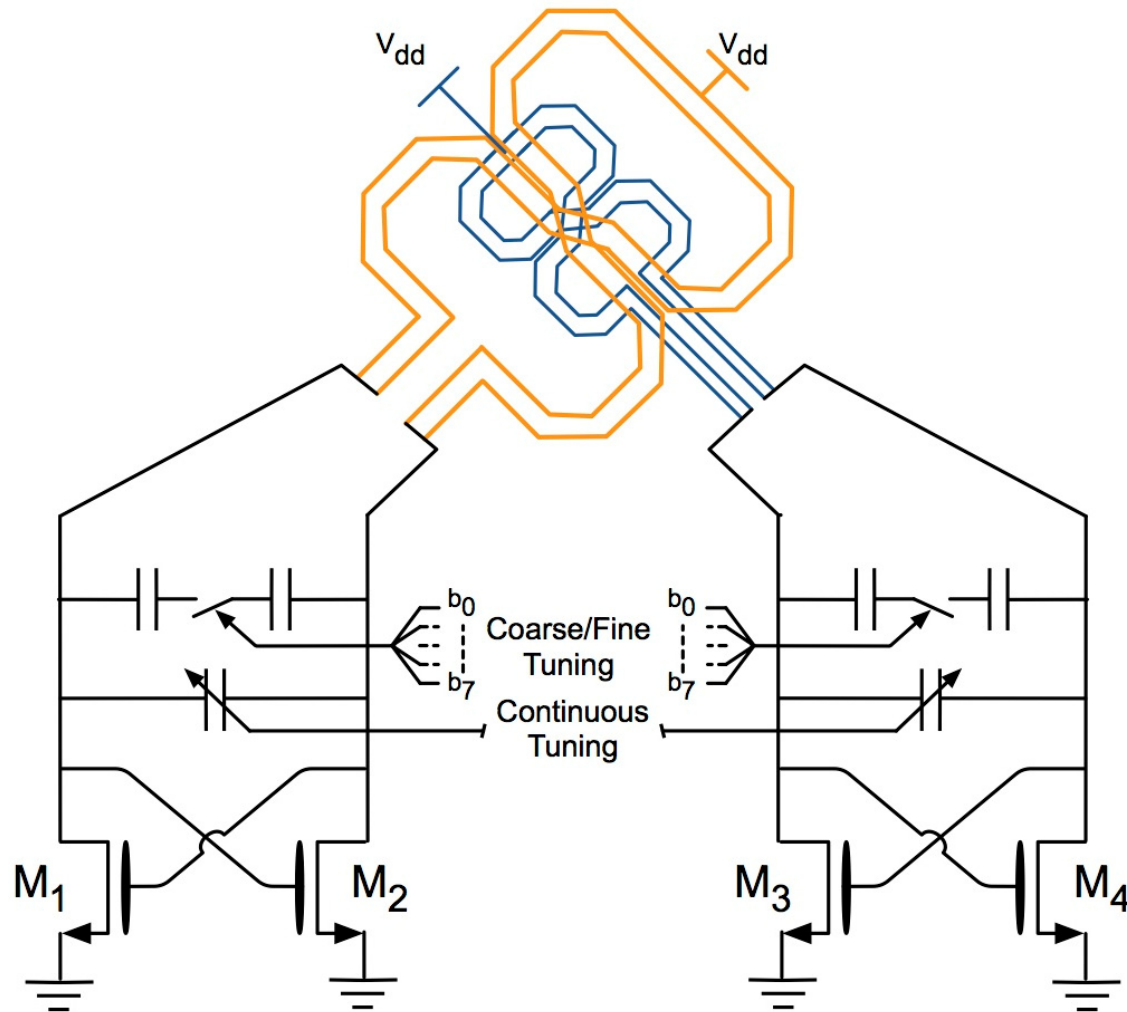 Vdd
Vdd
b0
b0
Coarse/Fine
Tuning
b7
b7
Continuous
Tuning
M1
M2
M3
M4